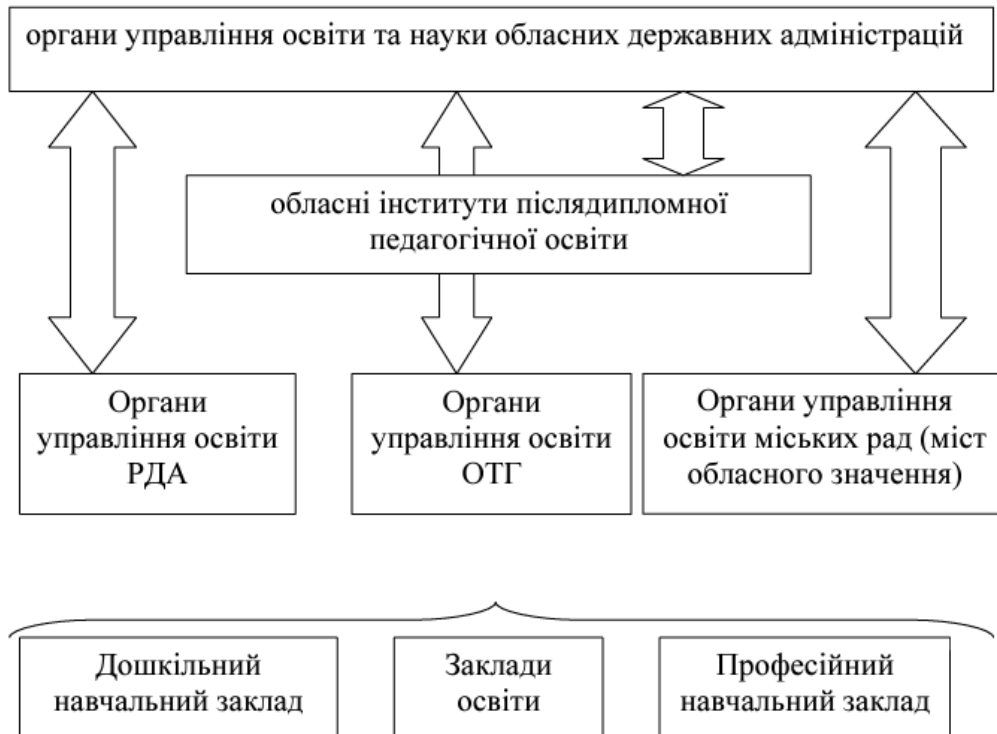 органи управління освіти та науки обласних державних адміністрацій
обласні інститути післядипломної
педагогічної освіти
Органи
управління освіти
РДА
Органи
управління освіти
ОТГ
Органи управління
освіти міських рад (міст
обласного значення)
Дошкільний
навчальний заклад
Заклади
освіти
Професійний
навчальний заклад